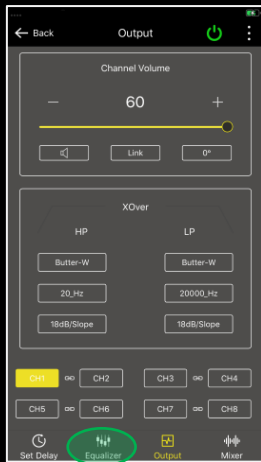 Back Output
Channel Volume
− 60 +
Link 0°
XOver
HP LP
Butter-W Butter-W
20_Hz 20000_Hz
18dB/Slope 18dB/Slope
CH1 CH2 CH3 CH4
CH5 CH6 CH7 CH8
Set Delay Equalizer Output Mixer